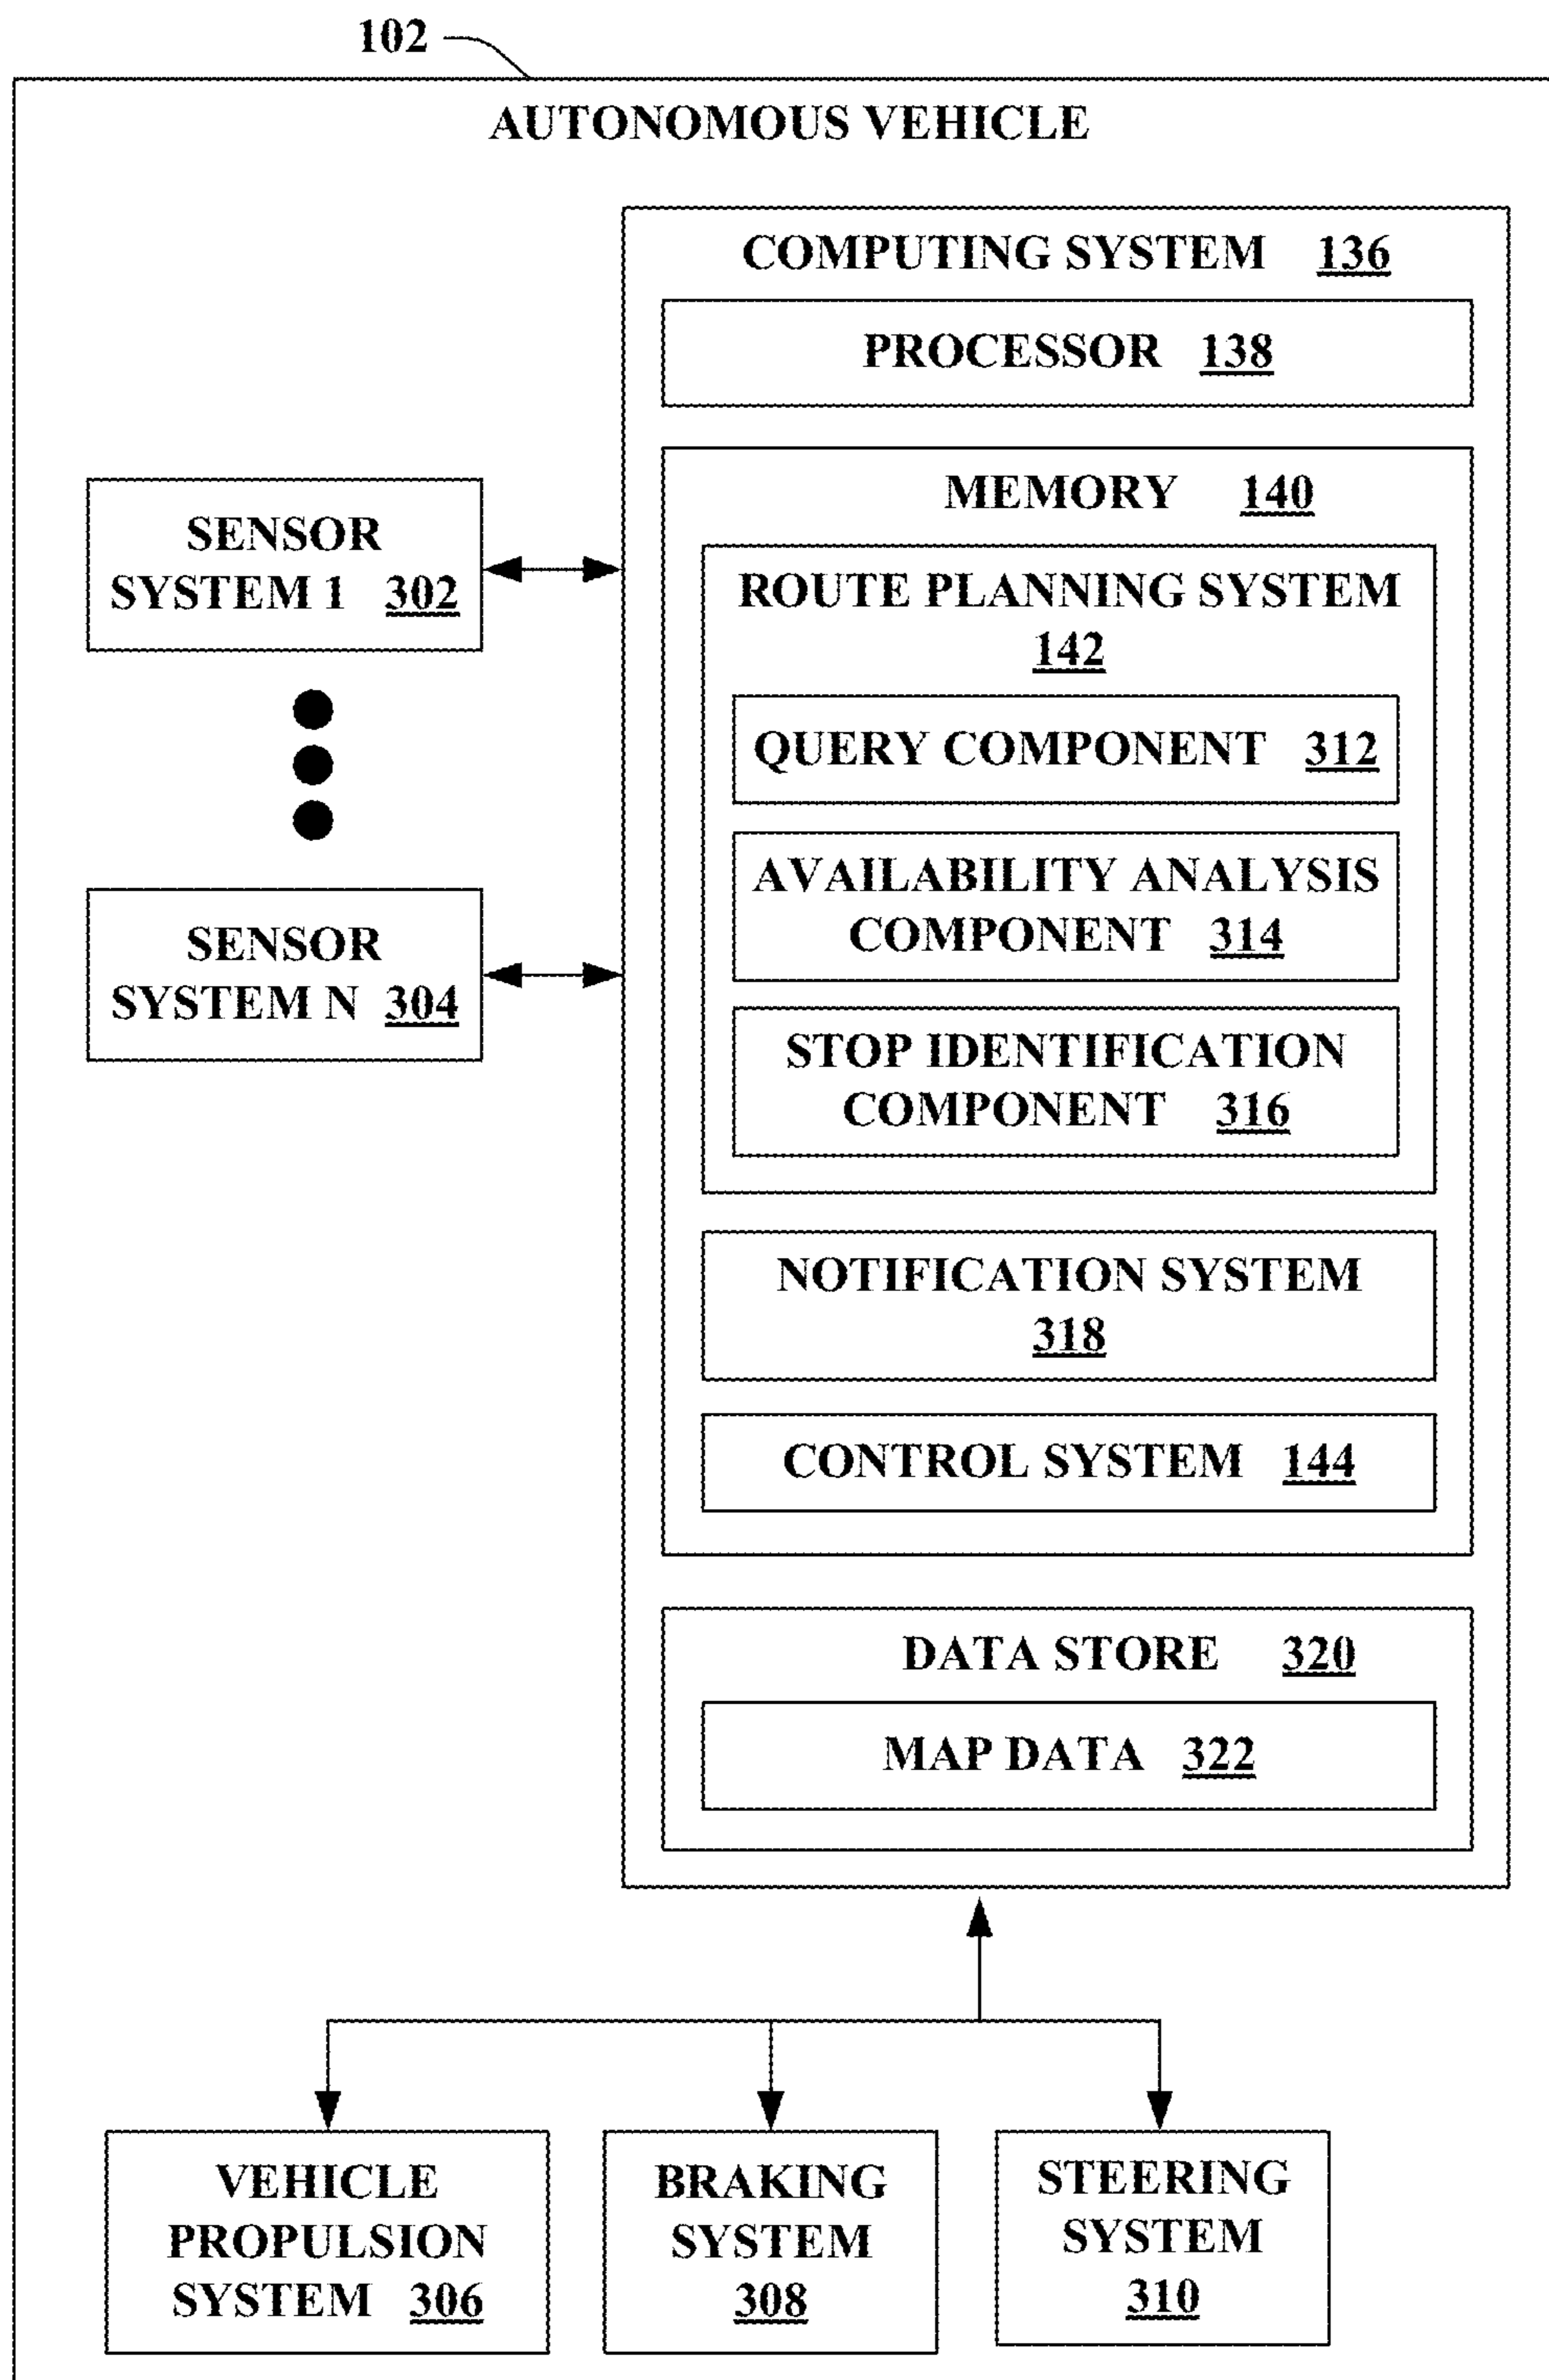 102
AUTONOMOUS VEHICLE
COMPUTING SYSTEM 136
PROCESSOR 138
MEMORY 140
SENSOR
SYSTEM 1 302
ROUTE PLANNING SYSTEM
142
QUERY COMPONENT 312
AVAILABILITY ANALYSIS
COMPONENT 314
SENSOR
SYSTEM N 304
STOP IDENTIFICATION
COMPONENT 316
NOTIFICATION SYSTEM
318
CONTROL SYSTEM 144
DATA STORE 320
MAP DATA 322
VEHICLE
PROPULSION
SYSTEM 306
BRAKING
SYSTEM
308
STEERING
SYSTEM
310